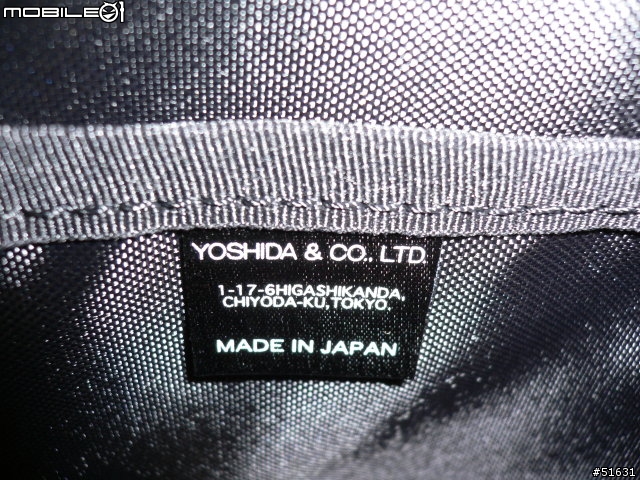 MOBILE01
YOSHIDA & CO., LTD.
1-17-6HIGASHIKANDA,
CHIYODA-KU,TOKYO.
MADE IN JAPAN
#51631